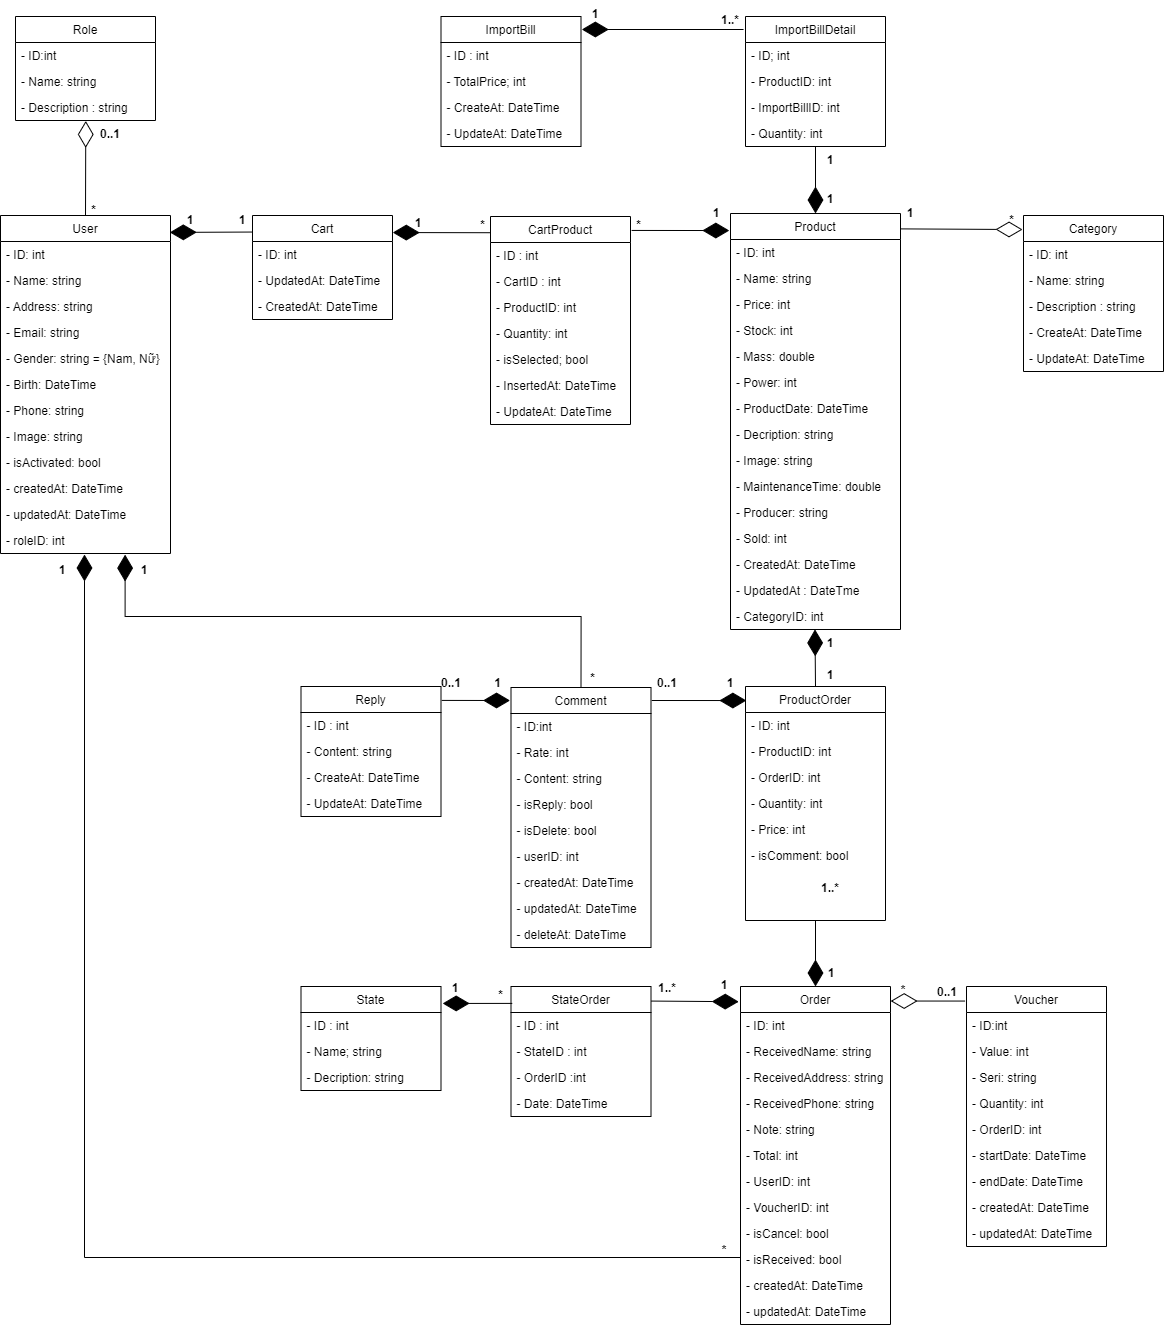 Role
- ID:int
- Name: string
- Description : string
0..1
*
ImportBill
- ID : int
- TotalPrice; int
- CreateAt: DateTime
- UpdateAt: DateTime
1
1..*
ImportBillDetail
- ID; int
- ProductID: int
- ImportBillID: int
- Quantity: int
1
1
User
- ID: int
- Name: string
- Address: string
- Email: string
- Gender: string = {Nam, Nữ}
- Birth: DateTime
- Phone: string
- Image: string
- isActivated: bool
- createdAt: DateTime
- updatedAt: DateTime
- roleID: int
1
1
Cart
- ID: int
- UpdatedAt: DateTime
- CreatedAt: DateTime
1
*
CartProduct
- ID : int
- CartID : int
- ProductID: int
- Quantity: int
- isSelected; bool
- InsertedAt: DateTime
- UpdateAt: DateTime
*
1
Product
- ID: int
- Name: string
- Price: int
- Stock: int
- Mass: double
- Power: int
- ProductDate: DateTime
- Decription: string
- Image: string
- MaintenanceTime: double
- Producer: string
- Sold: int
- CreatedAt: DateTime
- UpdatedAt : DateTme
- CategoryID: int
1
*
Category
- ID: int
- Name: string
- Description : string
- CreateAt: DateTime
- UpdateAt: DateTime
1
1
*
1
1
Reply
- ID : int
- Content: string
- CreateAt: DateTime
- UpdateAt: DateTime
0..1
1
Comment
- ID:int
- Rate: int
- Content: string
- isReply: bool
- isDelete: bool
- userID: int
- createdAt: DateTime
- updatedAt: DateTime
- deleteAt: DateTime
0..1
1
ProductOrder
- ID: int
- ProductID: int
- OrderID: int
- Quantity: int
- Price: int
- isComment: bool
1..*
1
State
- ID : int
- Name; string
- Decription: string
1
*
StateOrder
- ID : int
- StateID : int
- OrderID :int
- Date: DateTime
1..*
1
Order
- ID: int
- ReceivedName: string
- ReceivedAddress: string
- ReceivedPhone: string
- Note: string
- Total: int
- UserID: int
- VoucherID: int
- isCancel: bool
- isReceived: bool
- createdAt: DateTime
- updatedAt: DateTime
*
*
0..1
Voucher
- ID:int
- Value: int
- Seri: string
- Quantity: int
- OrderID: int
- startDate: DateTime
- endDate: DateTime
- createdAt: DateTime
- updatedAt: DateTime